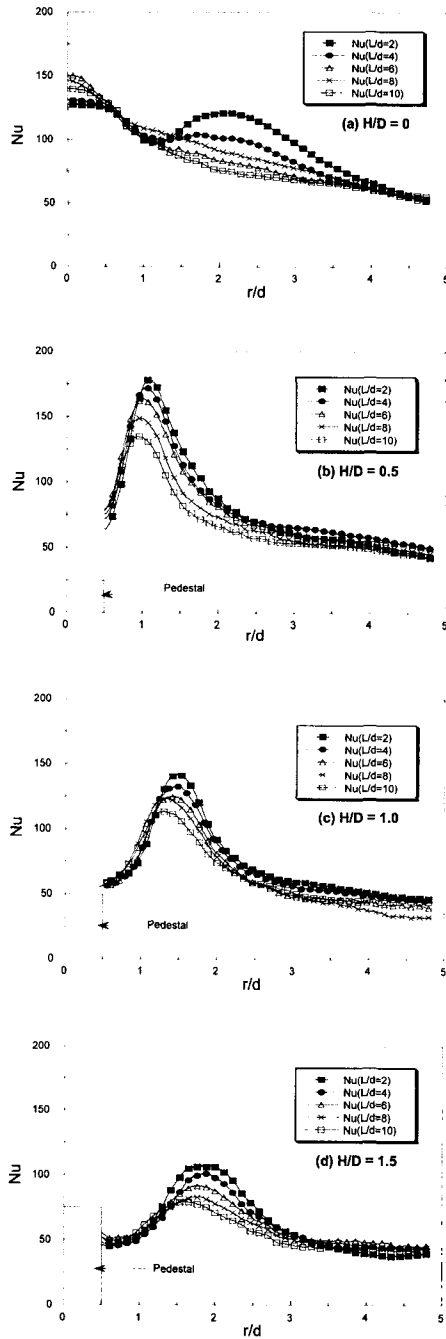 200
150
100
50
0
Nu
Nu(L/d=2)
Nu(L/d=4)
Nu(L/d=6)
Nu(L/d=8)
Nu(L/d=10)
(a) H/D = 0
0 1 2 3 4 5
r/d
200
150
100
50
0
Nu
Nu(L/d=2)
Nu(L/d=4)
Nu(L/d=6)
Nu(L/d=8)
Nu(L/d=10)
(b) H/D = 0.5
Pedestal
0 1 2 3 4 5
r/d
200
150
100
50
0
Nu
Nu(L/d=2)
Nu(L/d=4)
Nu(L/d=6)
Nu(L/d=8)
Nu(L/d=10)
(c) H/D = 1.0
Pedestal
0 1 2 3 4 5
r/d
200
150
100
50
0
Nu
Nu(L/d=2)
Nu(L/d=4)
Nu(L/d=6)
Nu(L/d=8)
Nu(L/d=10)
(d) H/D = 1.5
Pedestal
0 1 2 3 4 5
r/d